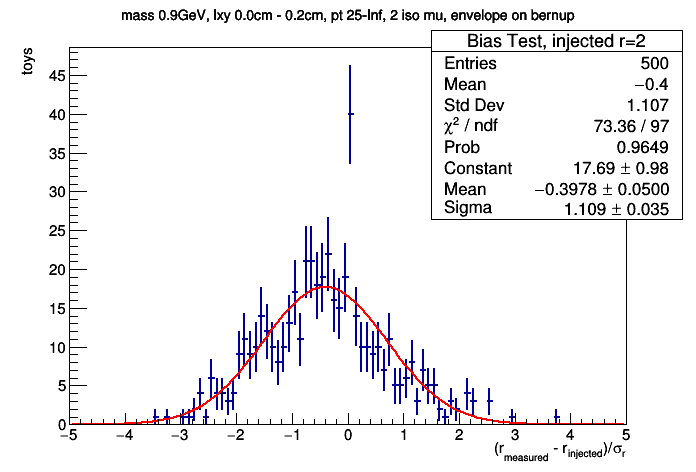 mass 0.9GeV, lxy 0.0cm - 0.2cm, pt 25-Inf, 2 iso mu, envelope on bernup
Bias Test, injected r=2
Entries 500
Mean −0.4
Std Dev 1.107
χ² / ndf 73.36 / 97
Prob 0.9649
Constant 17.69 ± 0.98
Mean −0.3978 ± 0.0500
Sigma 1.109 ± 0.035
toys
45
40
35
30
25
20
15
10
5
0
−5 −4 −3 −2 −1 0 1 2 3 4 5
(r_measured - r_injected)/σ_r